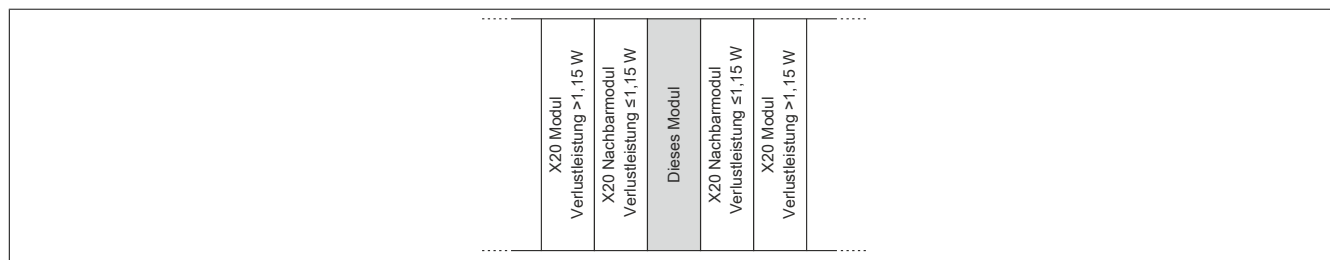 X20 Modul
Verlustleistung >1,15 W
X20 Nachbarmodul
Verlustleistung ≤1,15 W
Dieses Modul
X20 Nachbarmodul
Verlustleistung ≤1,15 W
X20 Modul
Verlustleistung >1,15 W